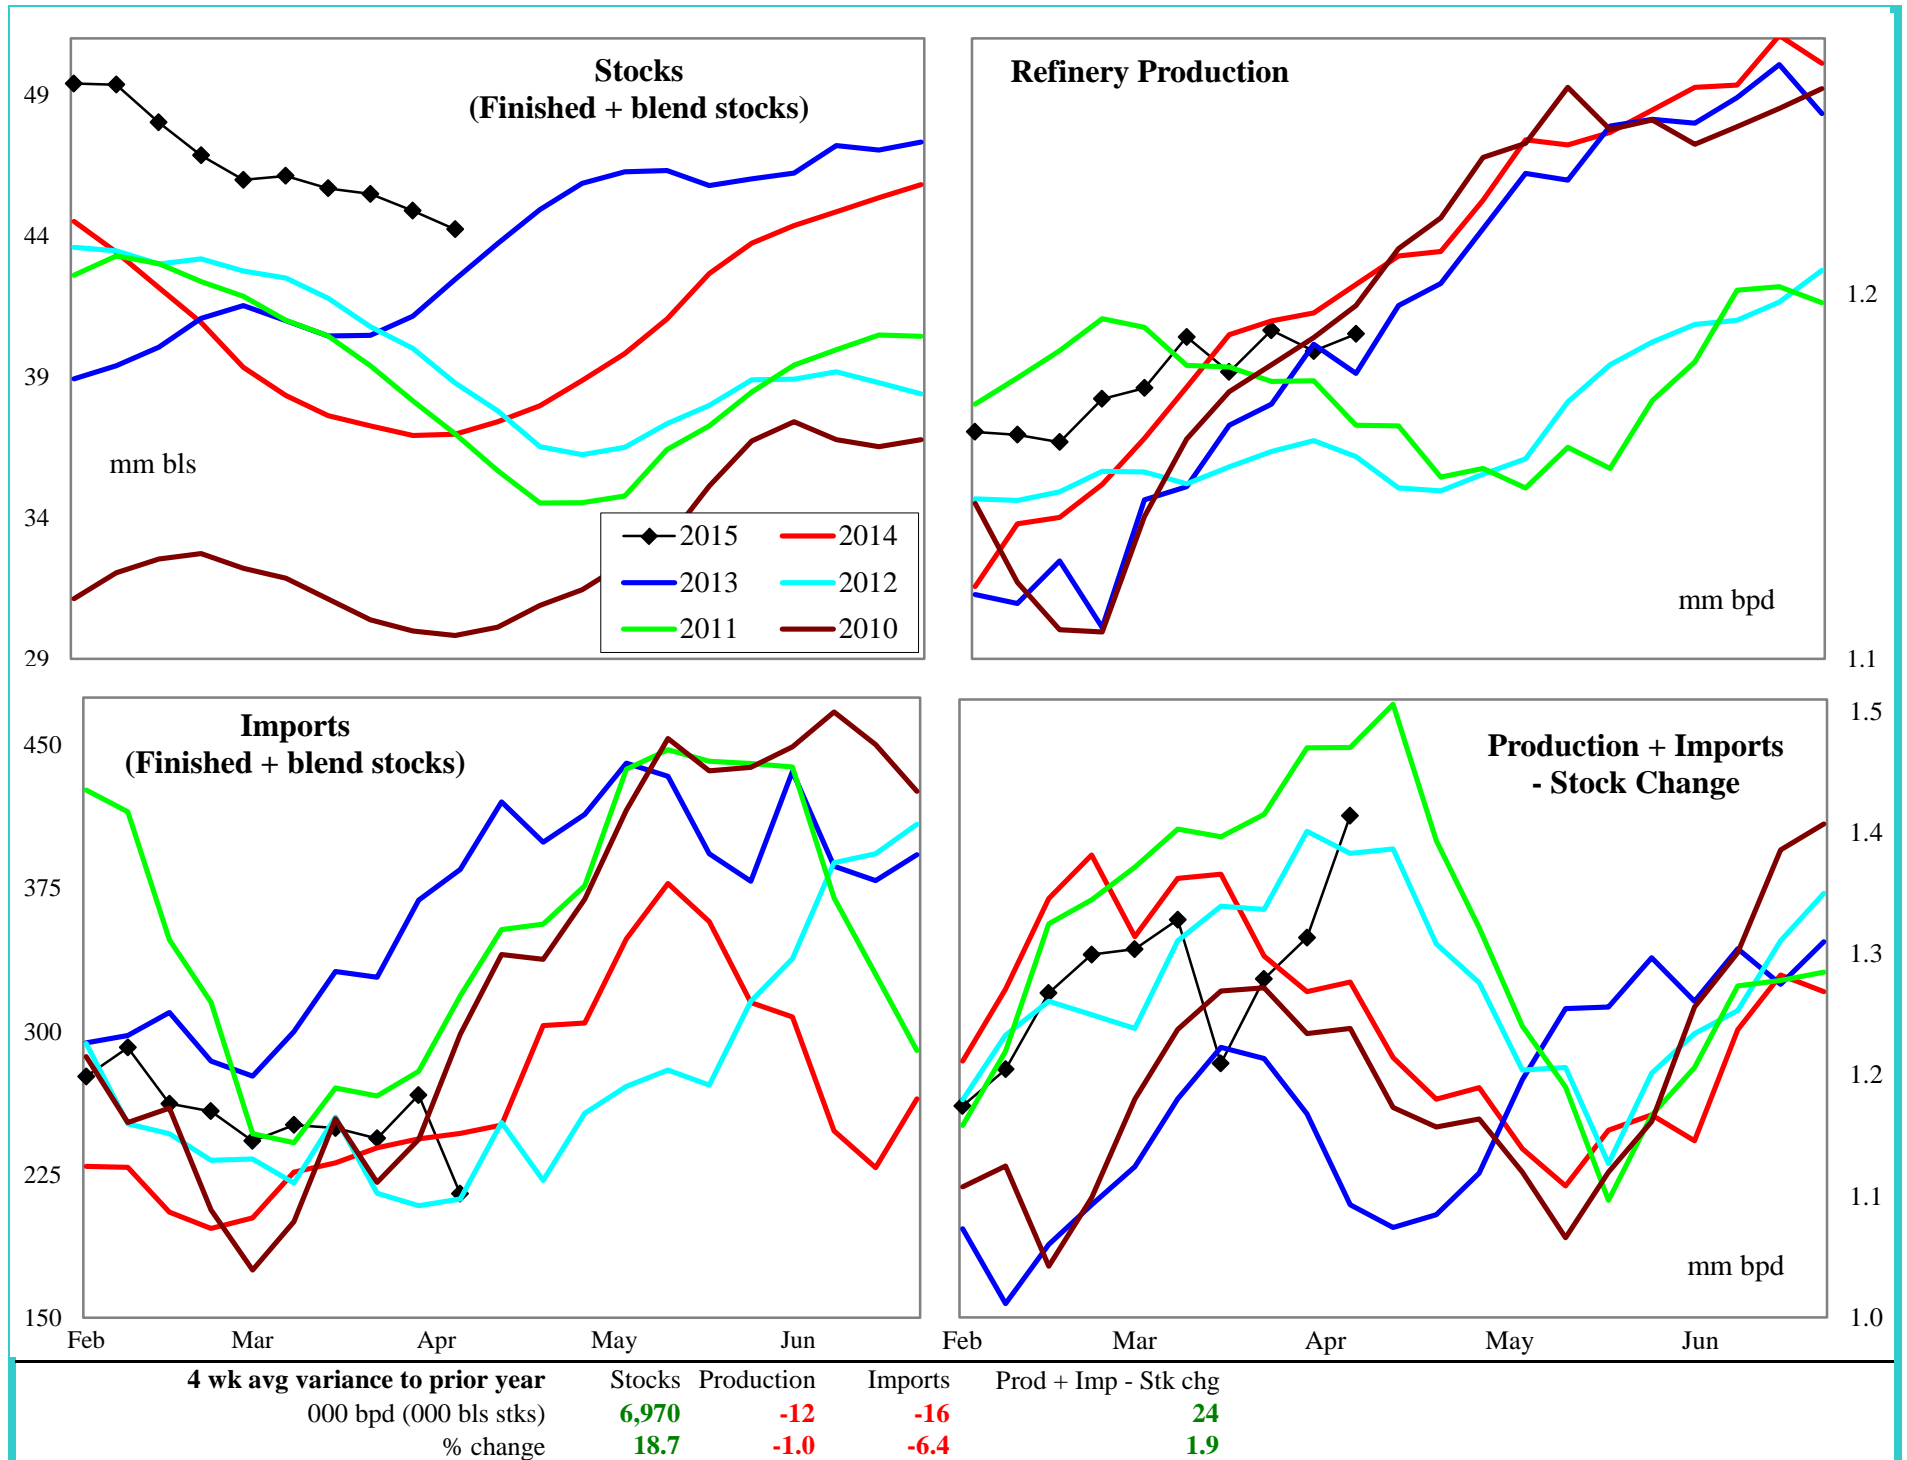 Stocks
(Finished + blend stocks)
49
44
39
34
29
mm bls
2015
2014
2013
2012
2011
2010
Refinery Production
1.2
1.1
mm bpd
Imports
(Finished + blend stocks)
450
375
300
225
150
Feb Mar Apr May Jun
Production + Imports
- Stock Change
1.5
1.4
1.3
1.2
1.1
1.0
mm bpd
Feb Mar Apr May Jun
4 wk avg variance to prior year Stocks Production Imports Prod + Imp - Stk chg
000 bpd (000 bls stks) 6,970 -12 -16 24
% change 18.7 -1.0 -6.4 1.9